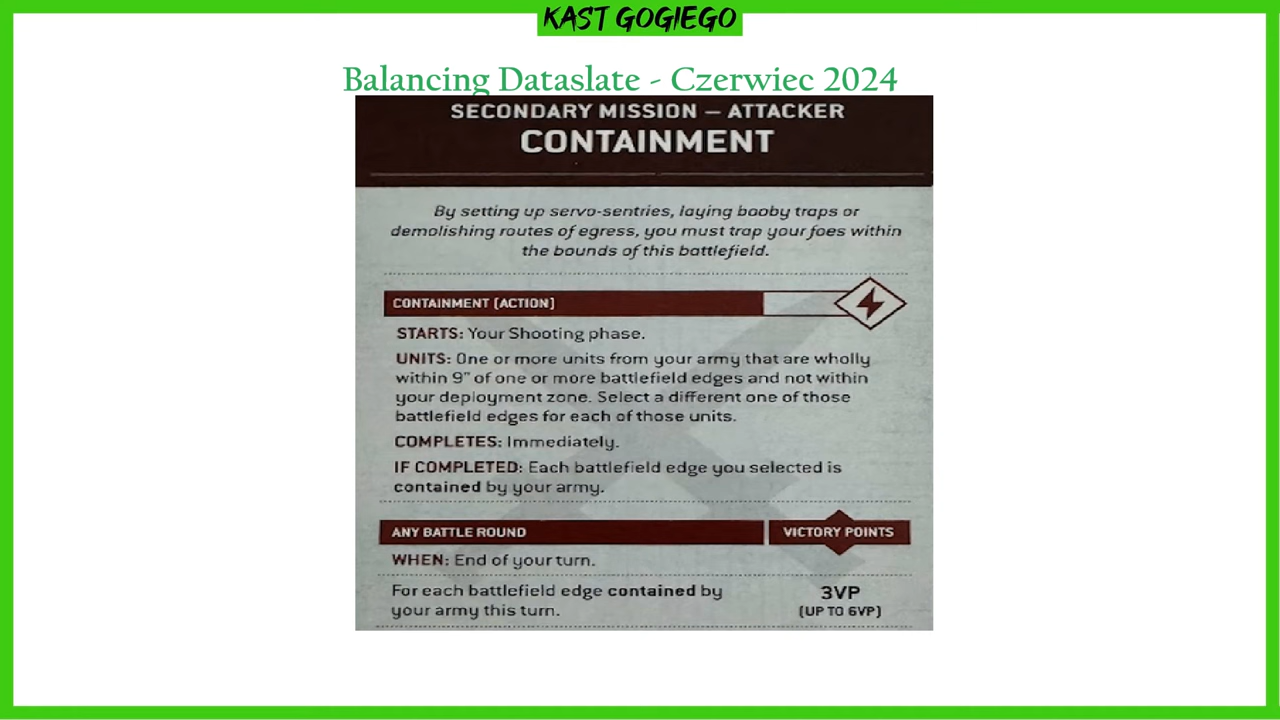 KAST GOGIEGO
Balancing Dataslate - Czerwiec 2024
SECONDARY MISSION – ATTACKER
CONTAINMENT
By setting up servo-sentries, laying booby traps or
demolishing routes of egress, you must trap your foes within
the bounds of this battlefield.
CONTAINMENT (ACTION)
STARTS: Your Shooting phase.
UNITS: One or more units from your army that are wholly
within 9" of one or more battlefield edges and not within
your deployment zone. Select a different one of those
battlefield edges for each of those units.
COMPLETES: Immediately.
IF COMPLETED: Each battlefield edge you selected is
contained by your army.
ANY BATTLE ROUND VICTORY POINTS
WHEN: End of your turn.
For each battlefield edge contained by
your army this turn.
3VP
(UP TO 6VP)